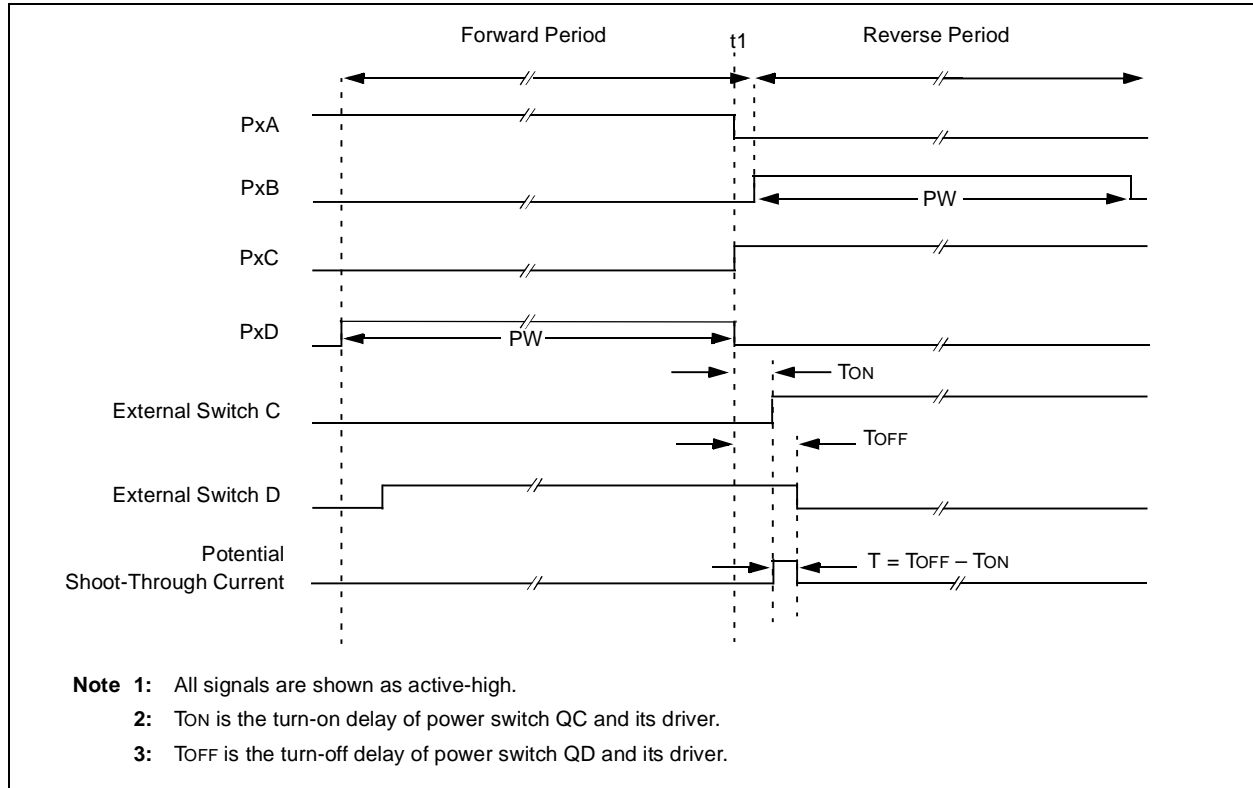 Forward Period
t1
Reverse Period
PxA
PxB
PW
PxC
PxD
PW
TON
External Switch C
TOFF
External Switch D
Potential
Shoot-Through Current
T = TOFF – TON
Note 1: All signals are shown as active-high.
2: TON is the turn-on delay of power switch QC and its driver.
3: TOFF is the turn-off delay of power switch QD and its driver.